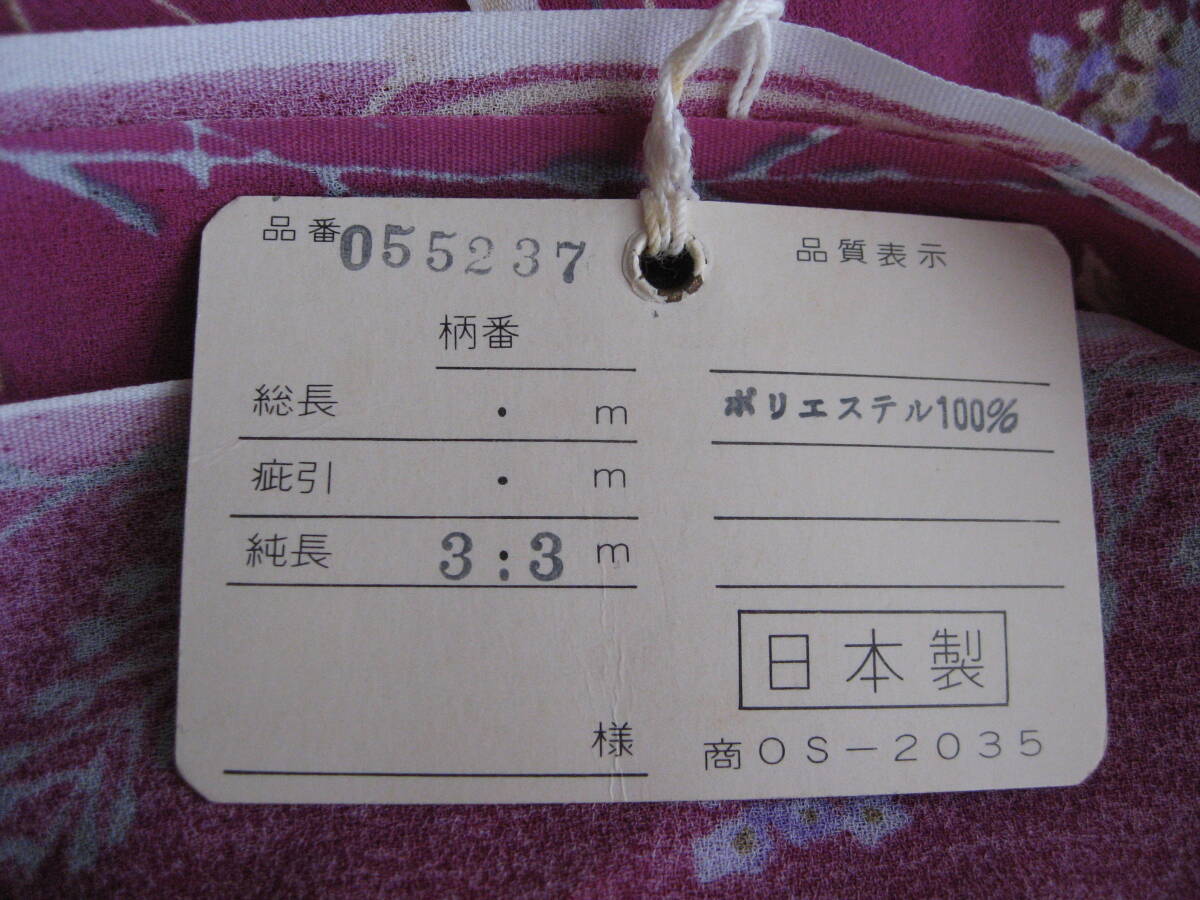 品番055237
柄番
総長 . m
疵引 . m
純長 3.3 m
様
品質表示
ポリエステル100%
日本製
商OS-2035